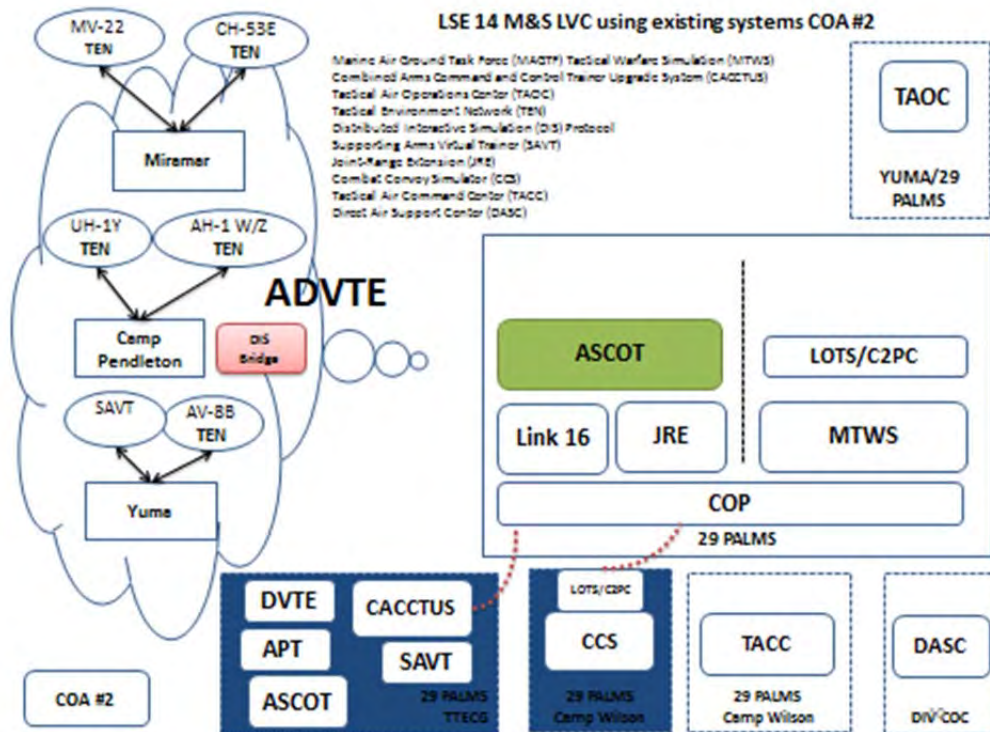 LSE 14 M&S LVC using existing systems COA #2
Marine Air Ground Task Force (MAGTF) Tactical Warfare Simulation (MTWS)
Combined Arms Command and Control Trainer Upgrade System (CACCTUS)
Tactical Air Operations Center (TAOC)
Tactical Environment Network (TEN)
Distributed Interactive Simulation (DIS) Protocol
Supporting Arms Virtual Trainer (SAVT)
Joint-Range Extension (JRE)
Combat Convoy Simulator (CCS)
Tactical Air Command Center (TACC)
Direct Air Support Center (DASC)
MV-22
TEN
CH-53E
TEN
Miramar
UH-1Y
TEN
AH-1 W/Z
TEN
ADVTE
Camp
Pendleton
DIS
Bridge
SAVT
AV-8B
TEN
Yuma
TAOC
YUMA/29
PALMS
ASCOT
LOTS/C2PC
Link 16
JRE
MTWS
COP
29 PALMS
DVTE
CACCTUS
APT
SAVT
ASCOT
29 PALMS
TTECG
LOTS/C2PC
CCS
29 PALMS
Camp Wilson
TACC
29 PALMS
Camp Wilson
DASC
DIV COC
COA #2